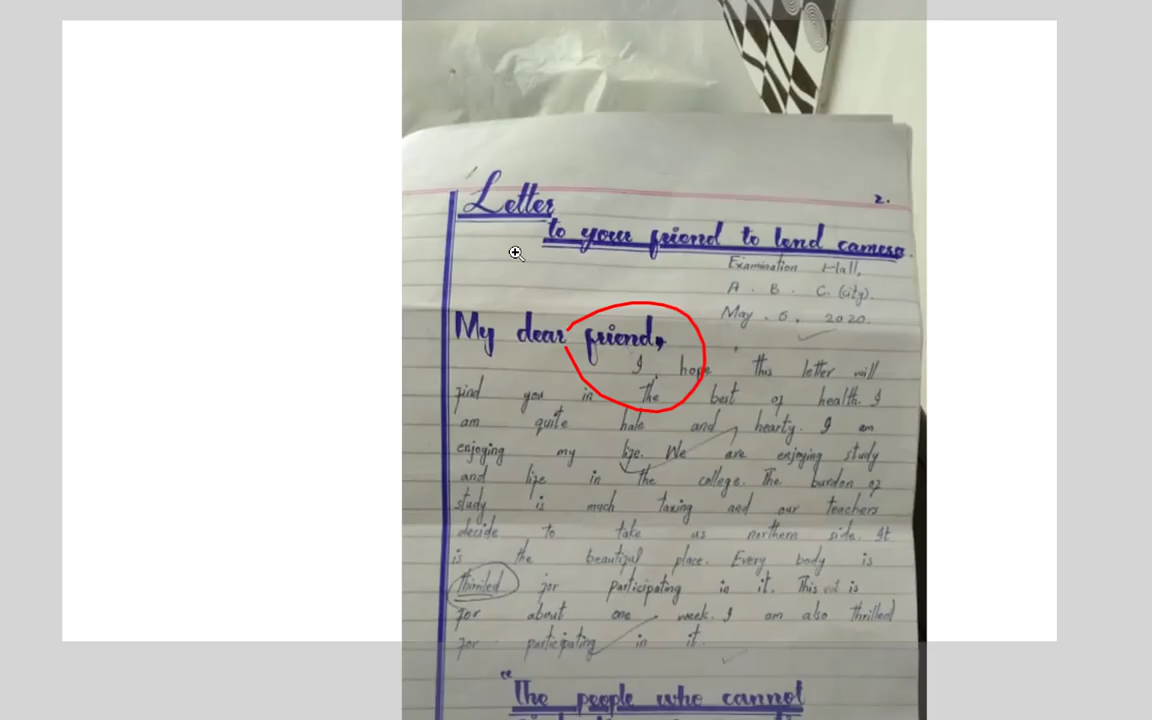 2.
Letter
to your friend to lend camera.
Examination Hall,
A . B . C. (city).
May . 6 , 2020.
My dear friend,
I hope this letter will
find you in the best of health. I
am quite hale and hearty. I am
enjoying my life. We are enjoying study
and life in the college. The burdon of
study is much taxing and our teachers
decide to take us northern side. It
is the beautiful place. Every body is
for participating in it. This is
for about one week. I am also thrilled
for participating in it.
"The people who cannot